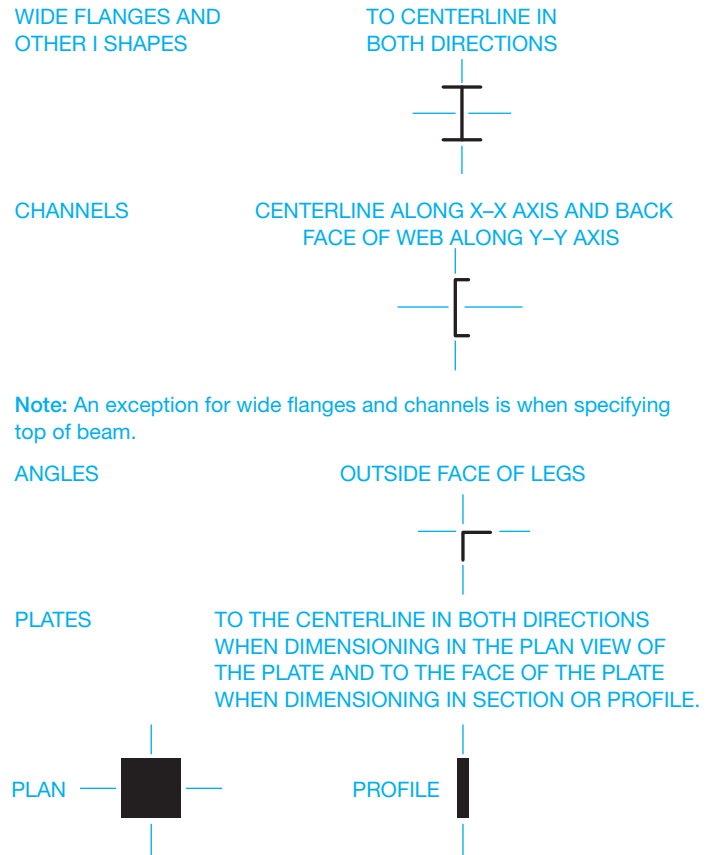 WIDE FLANGES AND
OTHER I SHAPES
TO CENTERLINE IN
BOTH DIRECTIONS
CHANNELS
CENTERLINE ALONG X–X AXIS AND BACK
FACE OF WEB ALONG Y–Y AXIS
Note: An exception for wide flanges and channels is when specifying
top of beam.
ANGLES
OUTSIDE FACE OF LEGS
PLATES
TO THE CENTERLINE IN BOTH DIRECTIONS
WHEN DIMENSIONING IN THE PLAN VIEW OF
THE PLATE AND TO THE FACE OF THE PLATE
WHEN DIMENSIONING IN SECTION OR PROFILE.
PLAN
PROFILE